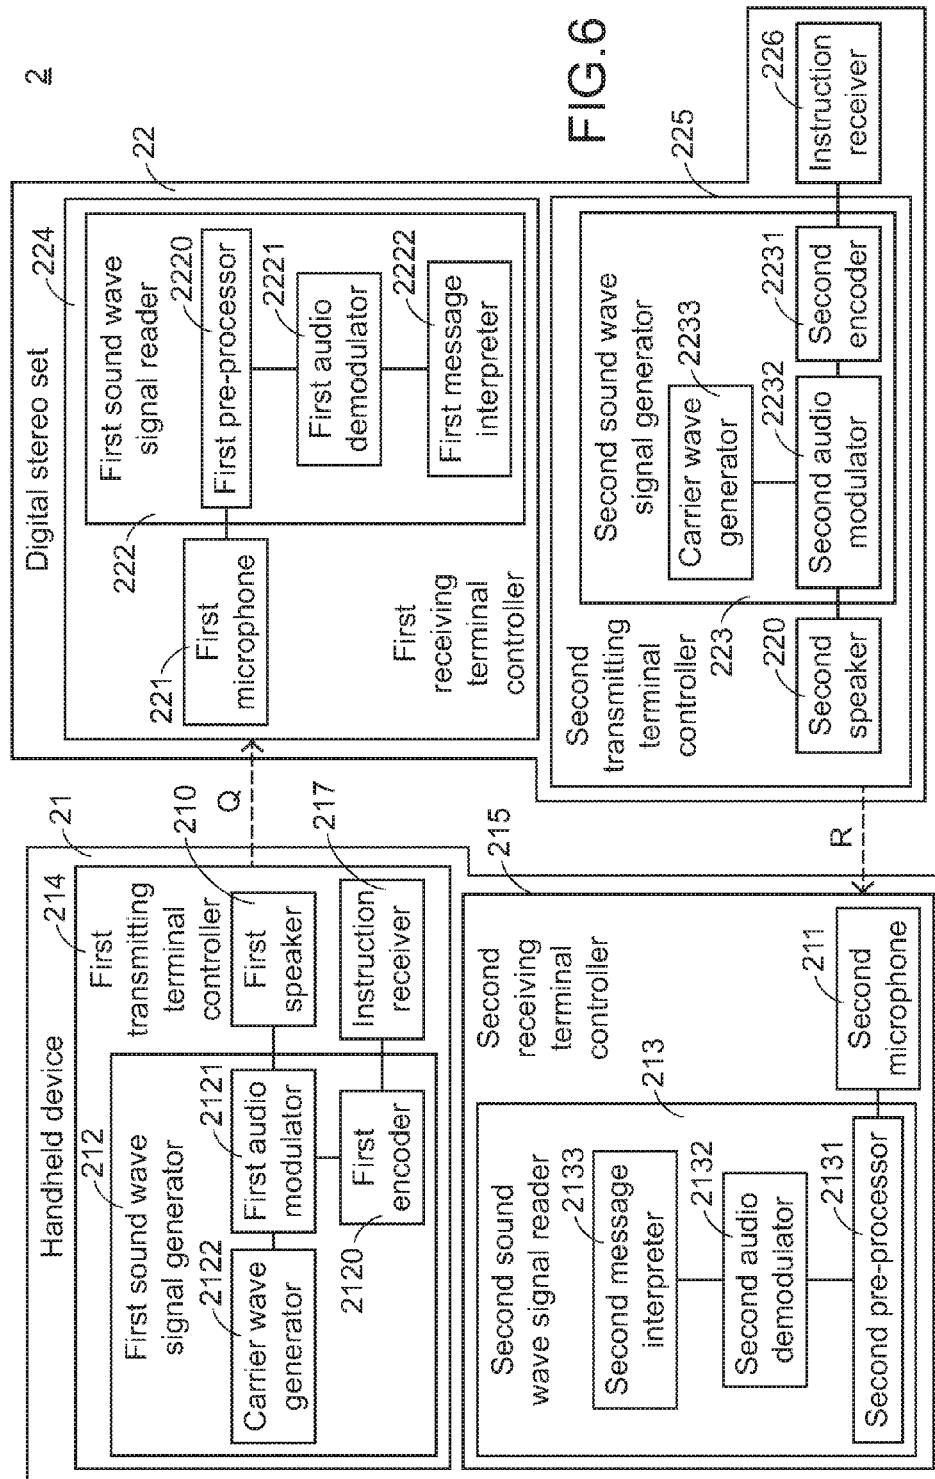 2
FIG.6
Handheld device
21
214
First
transmitting
terminal
controller
212
First sound wave
signal generator
2122
Carrier wave
generator
2121
First audio
modulator
2120
First
encoder
210
First
speaker
217
Instruction
receiver
Q
215
Second
receiving
terminal
controller
213
Second sound
wave signal reader
2133
Second message
interpreter
2132
Second audio
demodulator
2131
Second pre-processor
211
Second
microphone
R
Digital stereo set
22
224
First
receiving
terminal
controller
221
First
microphone
222
First sound wave
signal reader
2220
First pre-processor
2221
First audio
demodulator
2222
First message
interpreter
225
Second
transmitting
terminal
controller
223
Second sound wave
signal generator
2233
Carrier wave
generator
2232
Second audio
modulator
2231
Second
encoder
220
Second
speaker
226
Instruction
receiver